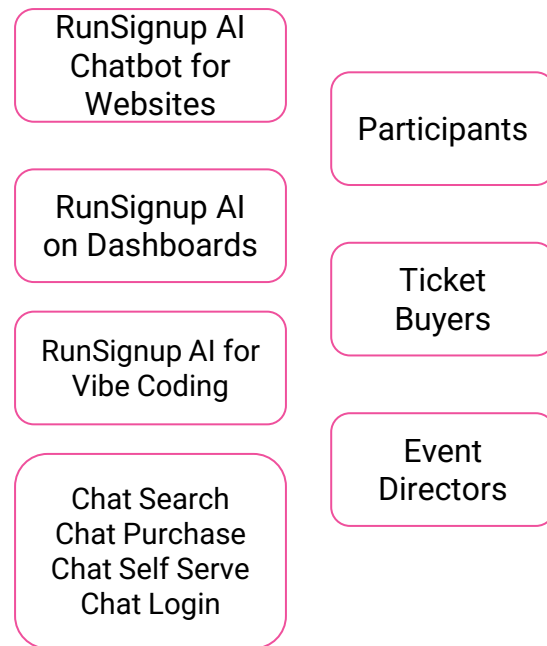 RunSignup AI
Chatbot for
Websites
RunSignup AI
on Dashboards
RunSignup AI for
Vibe Coding
Chat Search
Chat Purchase
Chat Self Serve
Chat Login
Participants
Ticket
Buyers
Event
Directors